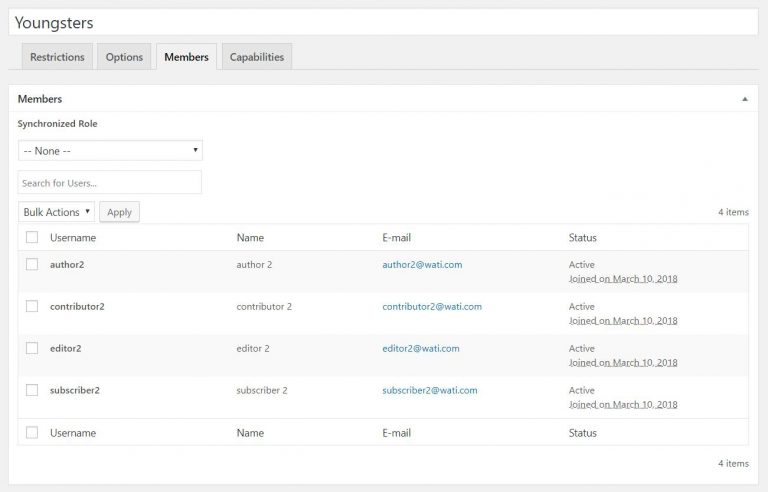 Youngsters
Restrictions Options Members Capabilities
Members
Synchronized Role
-- None --
Search for Users...
Bulk Actions Apply 4 items
Username Name E-mail Status
author2 author 2 author2@wati.com Active
Joined on March 10, 2018
contributor2 contributor 2 contributor2@wati.com Active
Joined on March 10, 2018
editor2 editor 2 editor2@wati.com Active
Joined on March 10, 2018
subscriber2 subscriber 2 subscriber2@wati.com Active
Joined on March 10, 2018
Username Name E-mail Status
4 items